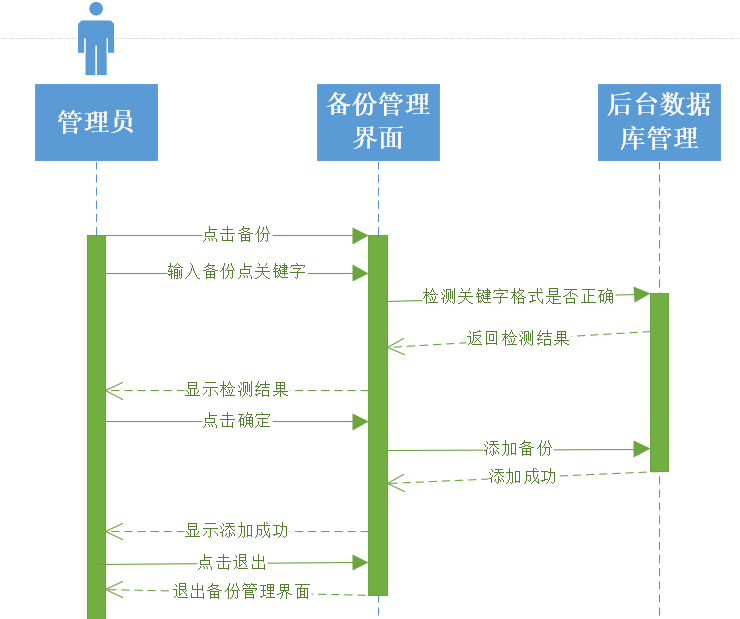 管理员
备份管理
界面
后台数据
库管理
点击备份
输入备份点关键字
检测关键字格式是否正确
返回检测结果
显示检测结果
点击确定
添加备份
添加成功
显示添加成功
点击退出
退出备份管理界面